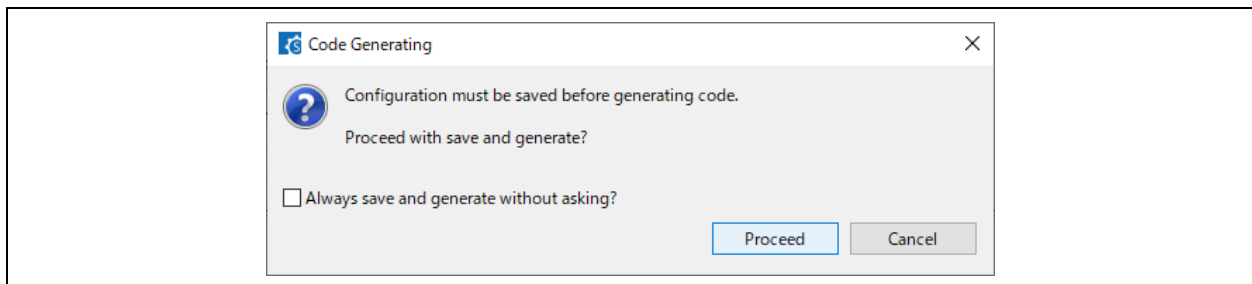 Code Generating
Configuration must be saved before generating code.
Proceed with save and generate?
Always save and generate without asking?
Proceed
Cancel